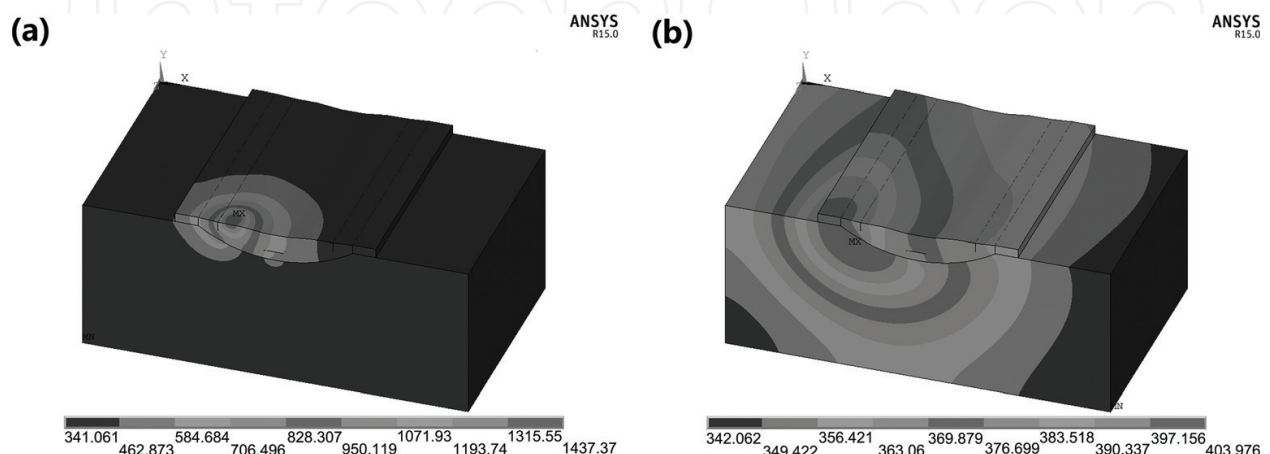 (a)
ANSYS
R15.0
Y
X
MX
MN
341.061 584.684 828.307 1071.93 1315.55
462.873 706.496 950.119 1193.74 1437.37
(b)
ANSYS
R15.0
Y
X
MX
MN
342.062 356.421 369.879 383.518 397.156
349.422 363.06 376.699 390.337 403.976